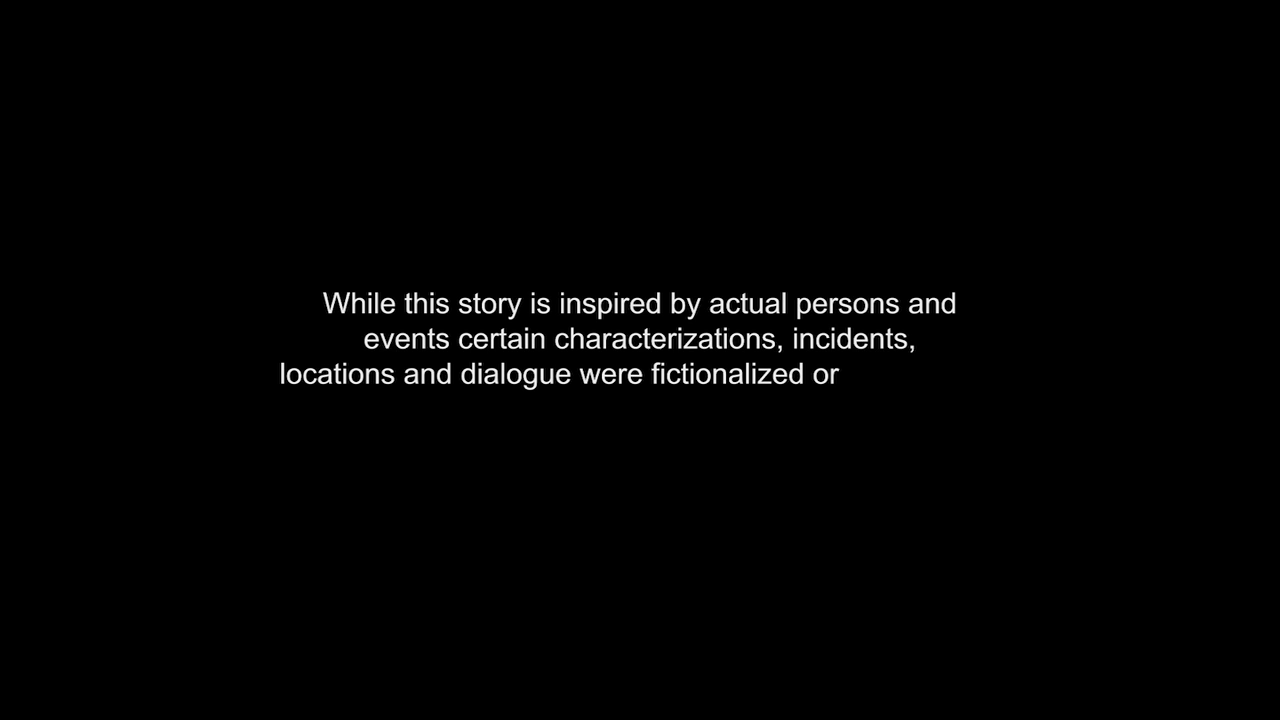 While this story is inspired by actual persons and
events certain characterizations, incidents,
locations and dialogue were fictionalized or